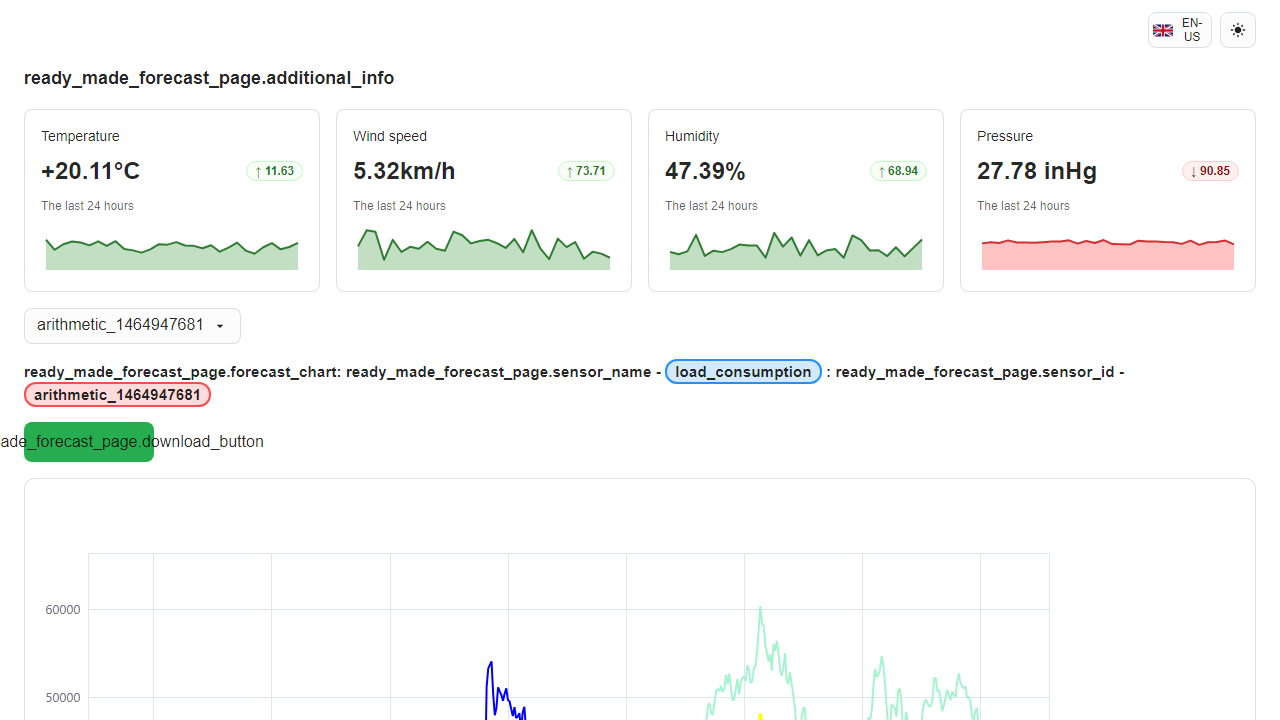 EN-
US
ready_made_forecast_page.additional_info
Temperature
+20.11°C
↑ 11.63
The last 24 hours
Wind speed
5.32km/h
↑ 73.71
The last 24 hours
Humidity
47.39%
↑ 68.94
The last 24 hours
Pressure
27.78 inHg
↓ 90.85
The last 24 hours
arithmetic_1464947681
ready_made_forecast_page.forecast_chart: ready_made_forecast_page.sensor_name - load_consumption : ready_made_forecast_page.sensor_id -
arithmetic_1464947681
ade_forecast_page.download_button
60000
50000